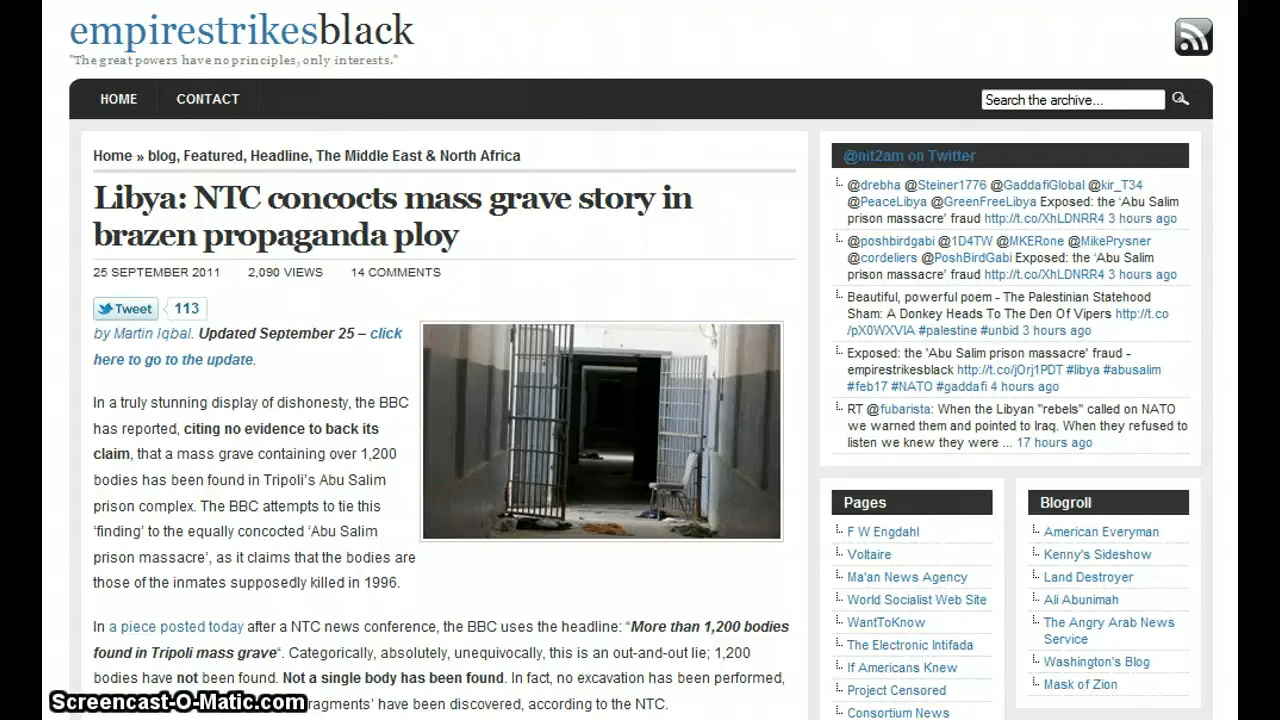 empirestrikesblack
"The great powers have no principles, only interests."
HOME CONTACT
Search the archive...
Home » blog, Featured, Headline, The Middle East & North Africa
Libya: NTC concocts mass grave story in
brazen propaganda ploy
25 SEPTEMBER 2011 2,090 VIEWS 14 COMMENTS
Tweet 113
by Martin Iqbal. Updated September 25 – click
here to go to the update.
In a truly stunning display of dishonesty, the BBC
has reported, citing no evidence to back its
claim, that a mass grave containing over 1,200
bodies has been found in Tripoli's Abu Salim
prison complex. The BBC attempts to tie this
'finding' to the equally concocted 'Abu Salim
prison massacre', as it claims that the bodies are
those of the inmates supposedly killed in 1996.
In a piece posted today after a NTC news conference, the BBC uses the headline: "More than 1,200 bodies
found in Tripoli mass grave". Categorically, absolutely, unequivocally, this is an out-and-out lie; 1,200
bodies have not been found. Not a single body has been found. In fact, no excavation has been performed,
ragments' have been discovered, according to the NTC.
@nit2am on Twitter
@drebha @Steiner1776 @GaddafiGlobal @kir_T34
@PeaceLibya @GreenFreeLibya Exposed: the 'Abu Salim
prison massacre' fraud http://t.co/XhLDNRR4 3 hours ago
@poshbirdgabi @1D4TW @MKERone @MikePrysner
@cordeliers @PoshBirdGabi Exposed: the 'Abu Salim
prison massacre' fraud http://t.co/XhLDNRR4 3 hours ago
Beautiful, powerful poem - The Palestinian Statehood
Sham: A Donkey Heads To The Den Of Vipers http://t.co
/pX0WXVIA #palestine #unbid 3 hours ago
Exposed: the 'Abu Salim prison massacre' fraud -
empirestrikesblack http://t.co/jOrj1PDT #libya #abusalim
#feb17 #NATO #gaddafi 4 hours ago
RT @fubarista: When the Libyan "rebels" called on NATO
we warned them and pointed to Iraq. When they refused to
listen we knew they were ... 17 hours ago
Pages
F W Engdahl
Voltaire
Ma'an News Agency
World Socialist Web Site
WantToKnow
The Electronic Intifada
If Americans Knew
Project Censored
Consortium News
Blogroll
American Everyman
Kenny's Sideshow
Land Destroyer
Ali Abunimah
The Angry Arab News
Service
Washington's Blog
Mask of Zion
Screencast-O-Matic.com